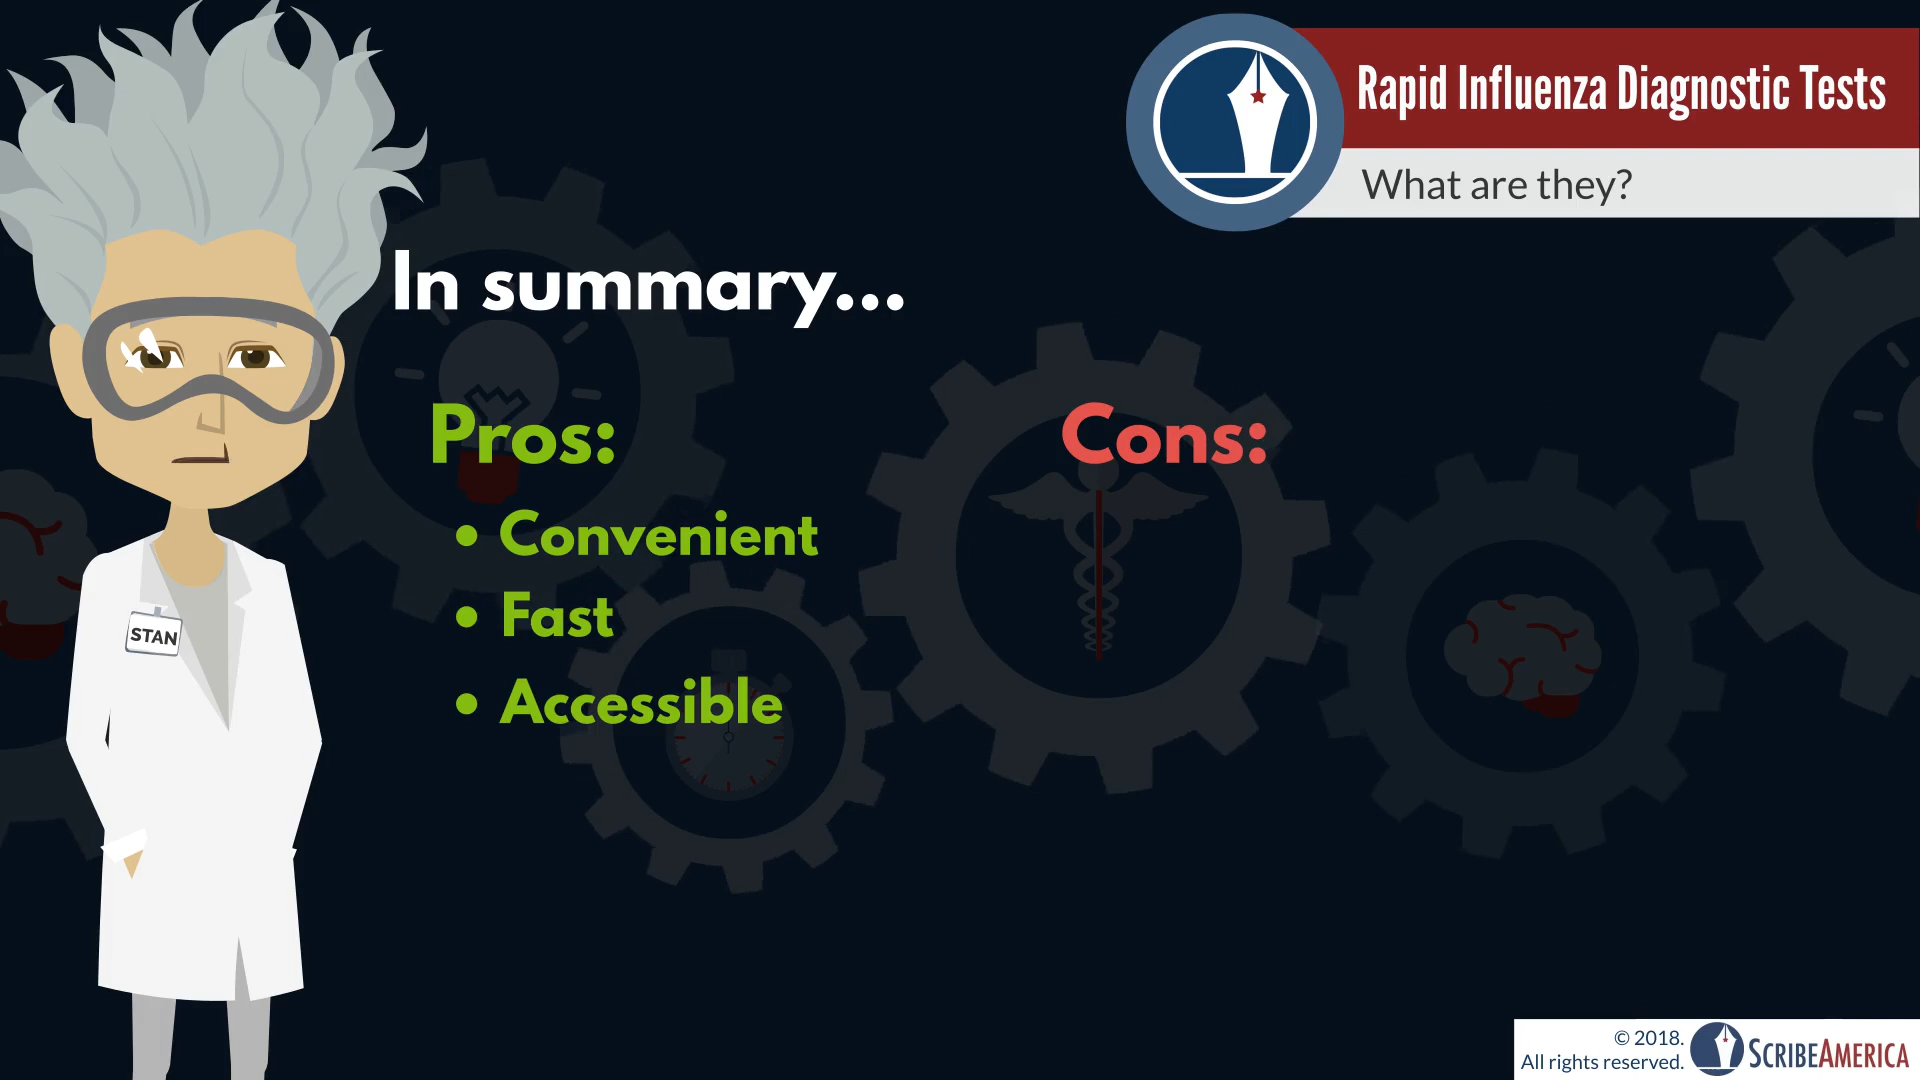 Rapid Influenza Diagnostic Tests
What are they?
In summary...
Pros:
• Convenient
• Fast
• Accessible
Cons:
STAN
© 2018.
All rights reserved.
SCRIBEAMERICA